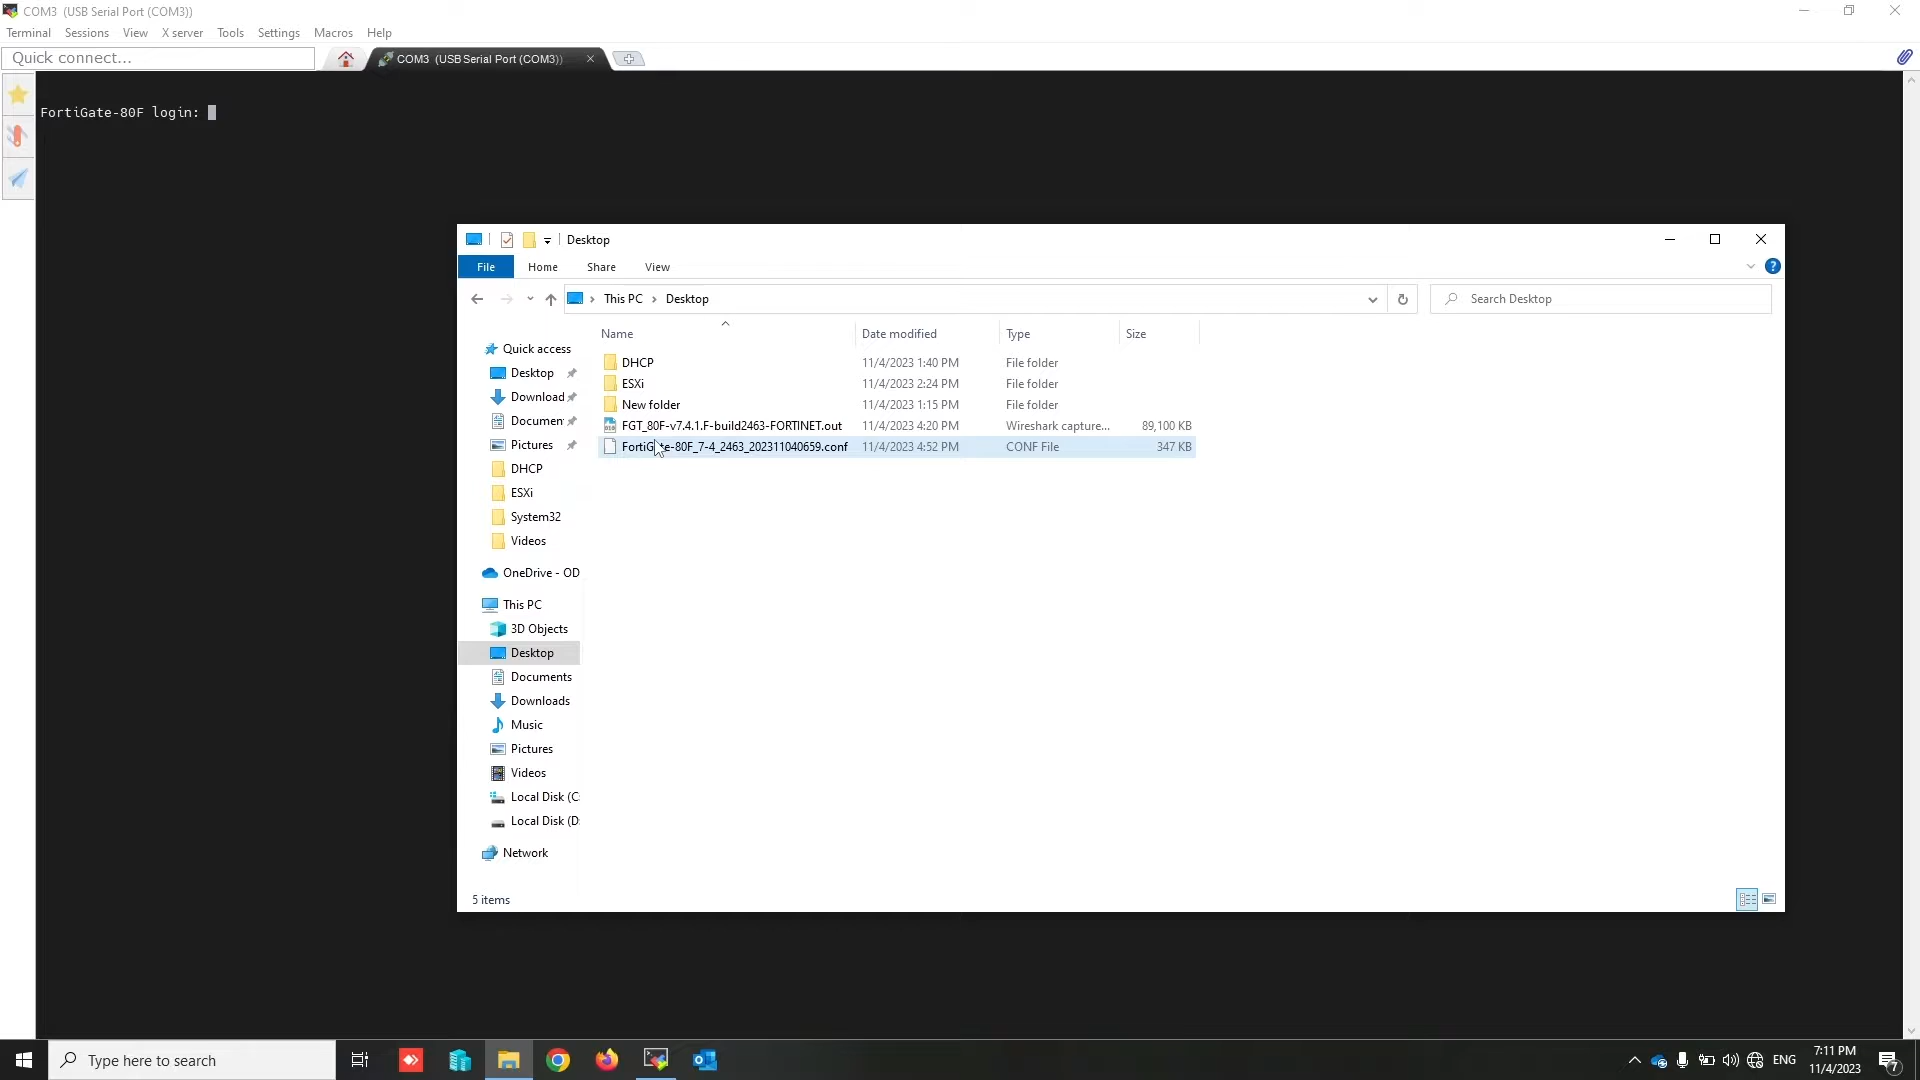 COM3 (USB Serial Port (COM3))
Terminal Sessions View X server Tools Settings Macros Help
Quick connect...
COM3 (USB Serial Port (COM3))
FortiGate-80F login:
Desktop
File Home Share View
This PC Desktop
Search Desktop
Name Date modified Type Size
Quick access
Desktop
Download
Documen
Pictures
DHCP
ESXi
System32
Videos
OneDrive - OD
This PC
3D Objects
Desktop
Documents
Downloads
Music
Pictures
Videos
Local Disk (C:
Local Disk (D:
Network
DHCP 11/4/2023 1:40 PM File folder
ESXi 11/4/2023 2:24 PM File folder
New folder 11/4/2023 1:15 PM File folder
FGT_80F-v7.4.1.F-build2463-FORTINET.out 11/4/2023 4:20 PM Wireshark capture... 89,100 KB
FortiGate-80F_7-4_2463_202311040659.conf 11/4/2023 4:52 PM CONF File 347 KB
5 items
Type here to search
ENG
7:11 PM
11/4/2023
7